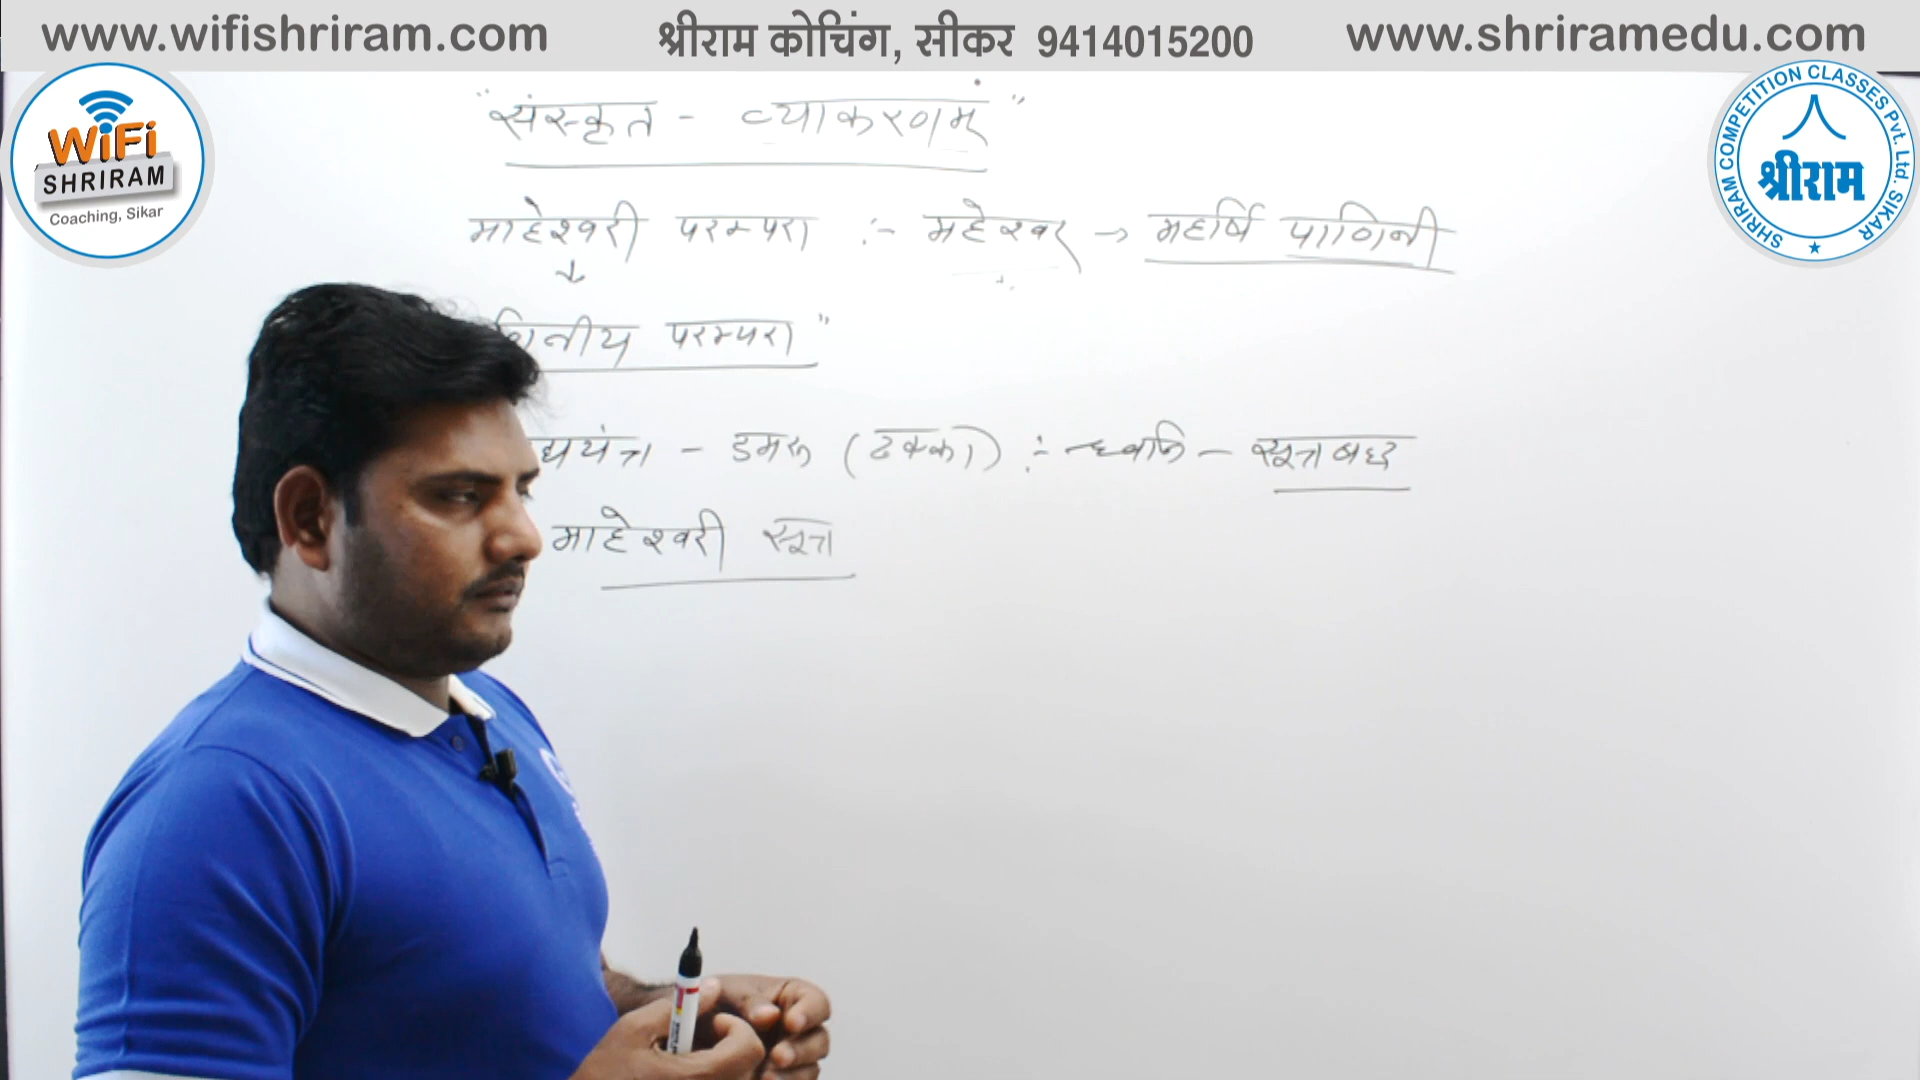 www.wifishriram.com
श्रीराम कोचिंग, सीकर 9414015200
www.shriramedu.com
WiFi
SHRIRAM
Coaching, Sikar
SHRIRAM COMPETITION CLASSES Pvt. Ltd. SIKAR
श्रीराम
"संस्कृत - व्याकरणमं्"
माहेश्वरी परम्परा :- महेश्वर → महर्षि पाणिनी
↓
णिनीय परम्परा"
द्ययंत्र - डमरू (ढक्का) :- ध्वनि - सूत्रबद्ध
माहेश्वरी सूत्र